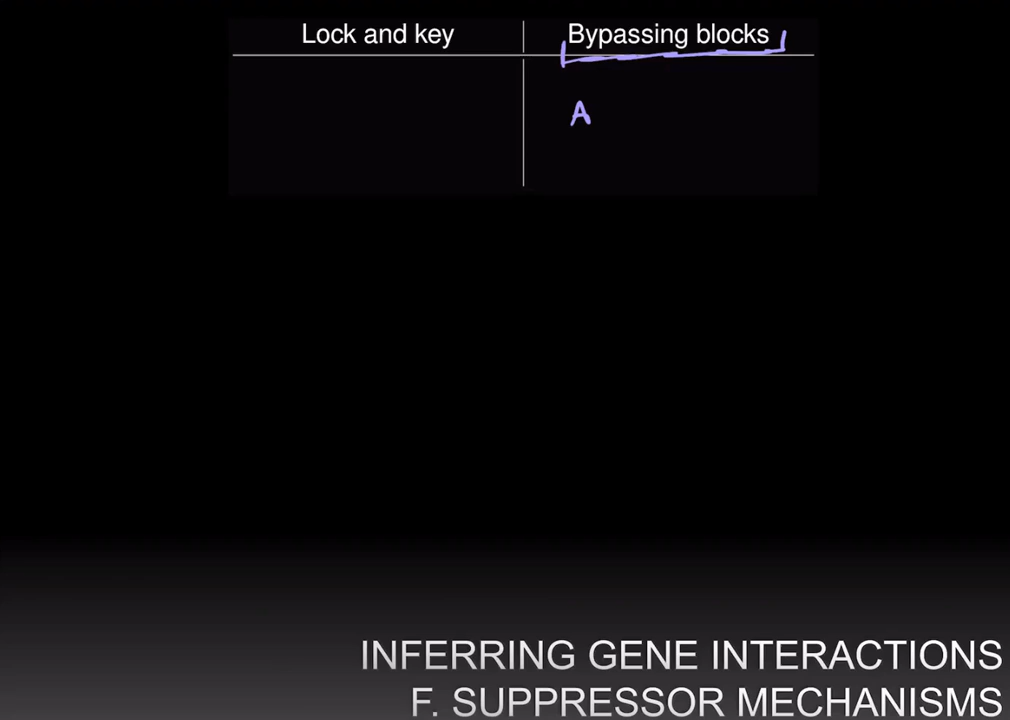 Lock and key
Bypassing blocks
A
INFERRING GENE INTERACTIONS
F. SUPPRESSOR MECHANISMS